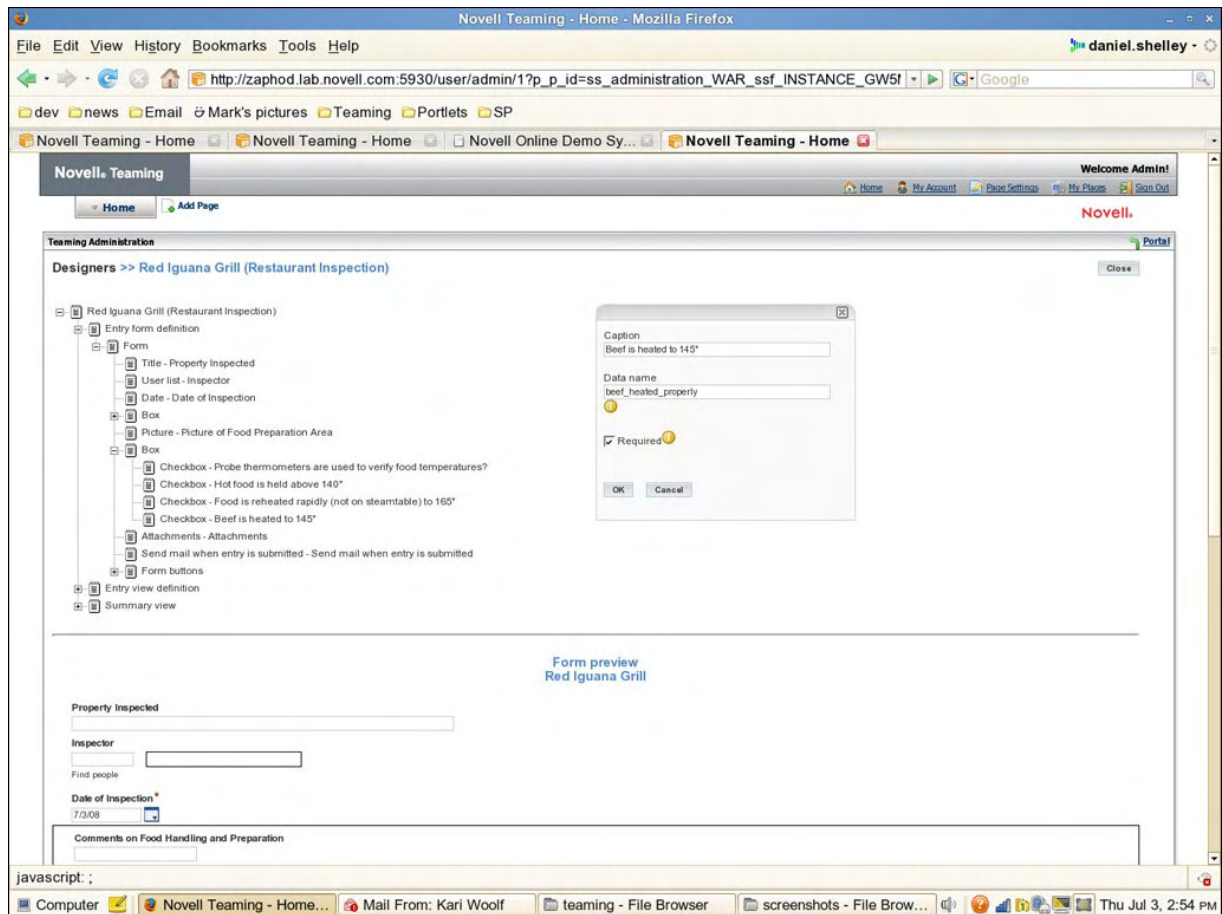 Novell Teaming - Home - Mozilla Firefox
File Edit View History Bookmarks Tools Help
daniel.shelley
http://zaphod.lab.novell.com:5930/user/admin/1?p_p_id=ss_administration_WAR_ssf_INSTANCE_GW5f
Google
dev news Email Mark's pictures Teaming Portlets SP
Novell Teaming - Home
Novell Teaming - Home
Novell Online Demo Sy...
Novell Teaming - Home
Novell® Teaming
Welcome Admin!
Home My Account Page Settings My Places Sign Out
Home
Add Page
Novell®
Teaming Administration
Portal
Designers >> Red Iguana Grill (Restaurant Inspection)
Close
Red Iguana Grill (Restaurant Inspection)
Entry form definition
Form
Title - Property Inspected
User list - Inspector
Date - Date of Inspection
Box
Picture - Picture of Food Preparation Area
Box
Checkbox - Probe thermometers are used to verify food temperatures?
Checkbox - Hot food is held above 140*
Checkbox - Food is reheated rapidly (not on steamtable) to 165*
Checkbox - Beef is heated to 145*
Attachments - Attachments
Send mail when entry is submitted - Send mail when entry is submitted
Form buttons
Entry view definition
Summary view
Caption
Beef is heated to 145*
Data name
beef_heated_properly
Required
OK Cancel
Form preview
Red Iguana Grill
Property Inspected
Inspector
Find people
Date of Inspection*
7/3/08
Comments on Food Handling and Preparation
javascript: ;
Computer
Novell Teaming - Home...
Mail From: Kari Woolf
teaming - File Browser
screenshots - File Brow...
Thu Jul 3, 2:54 PM